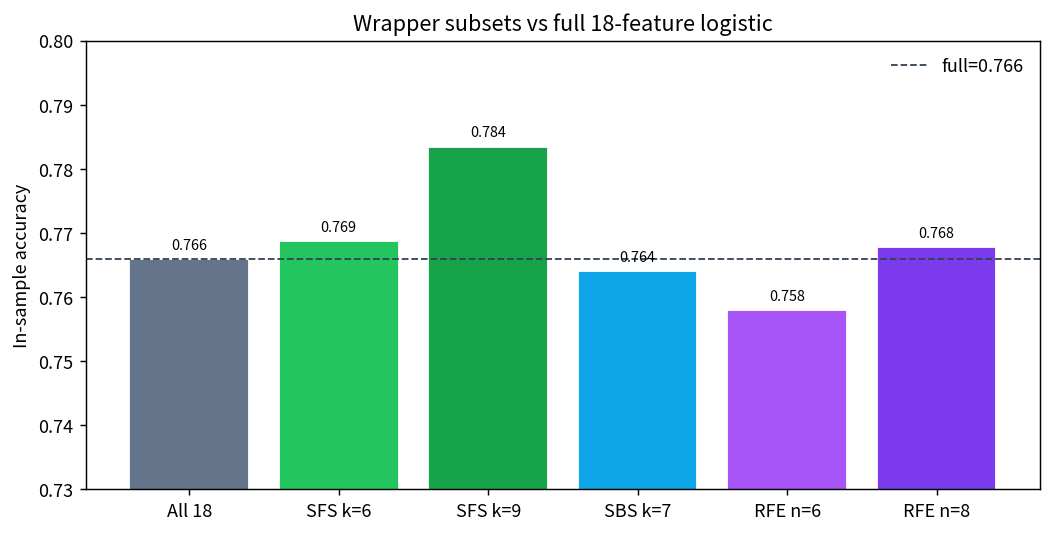 Wrapper subsets vs full 18-feature logistic
In-sample accuracy
0.80
0.79
0.78
0.77
0.76
0.75
0.74
0.73
full=0.766
0.766
0.769
0.784
0.764
0.758
0.768
All 18
SFS k=6
SFS k=9
SBS k=7
RFE n=6
RFE n=8